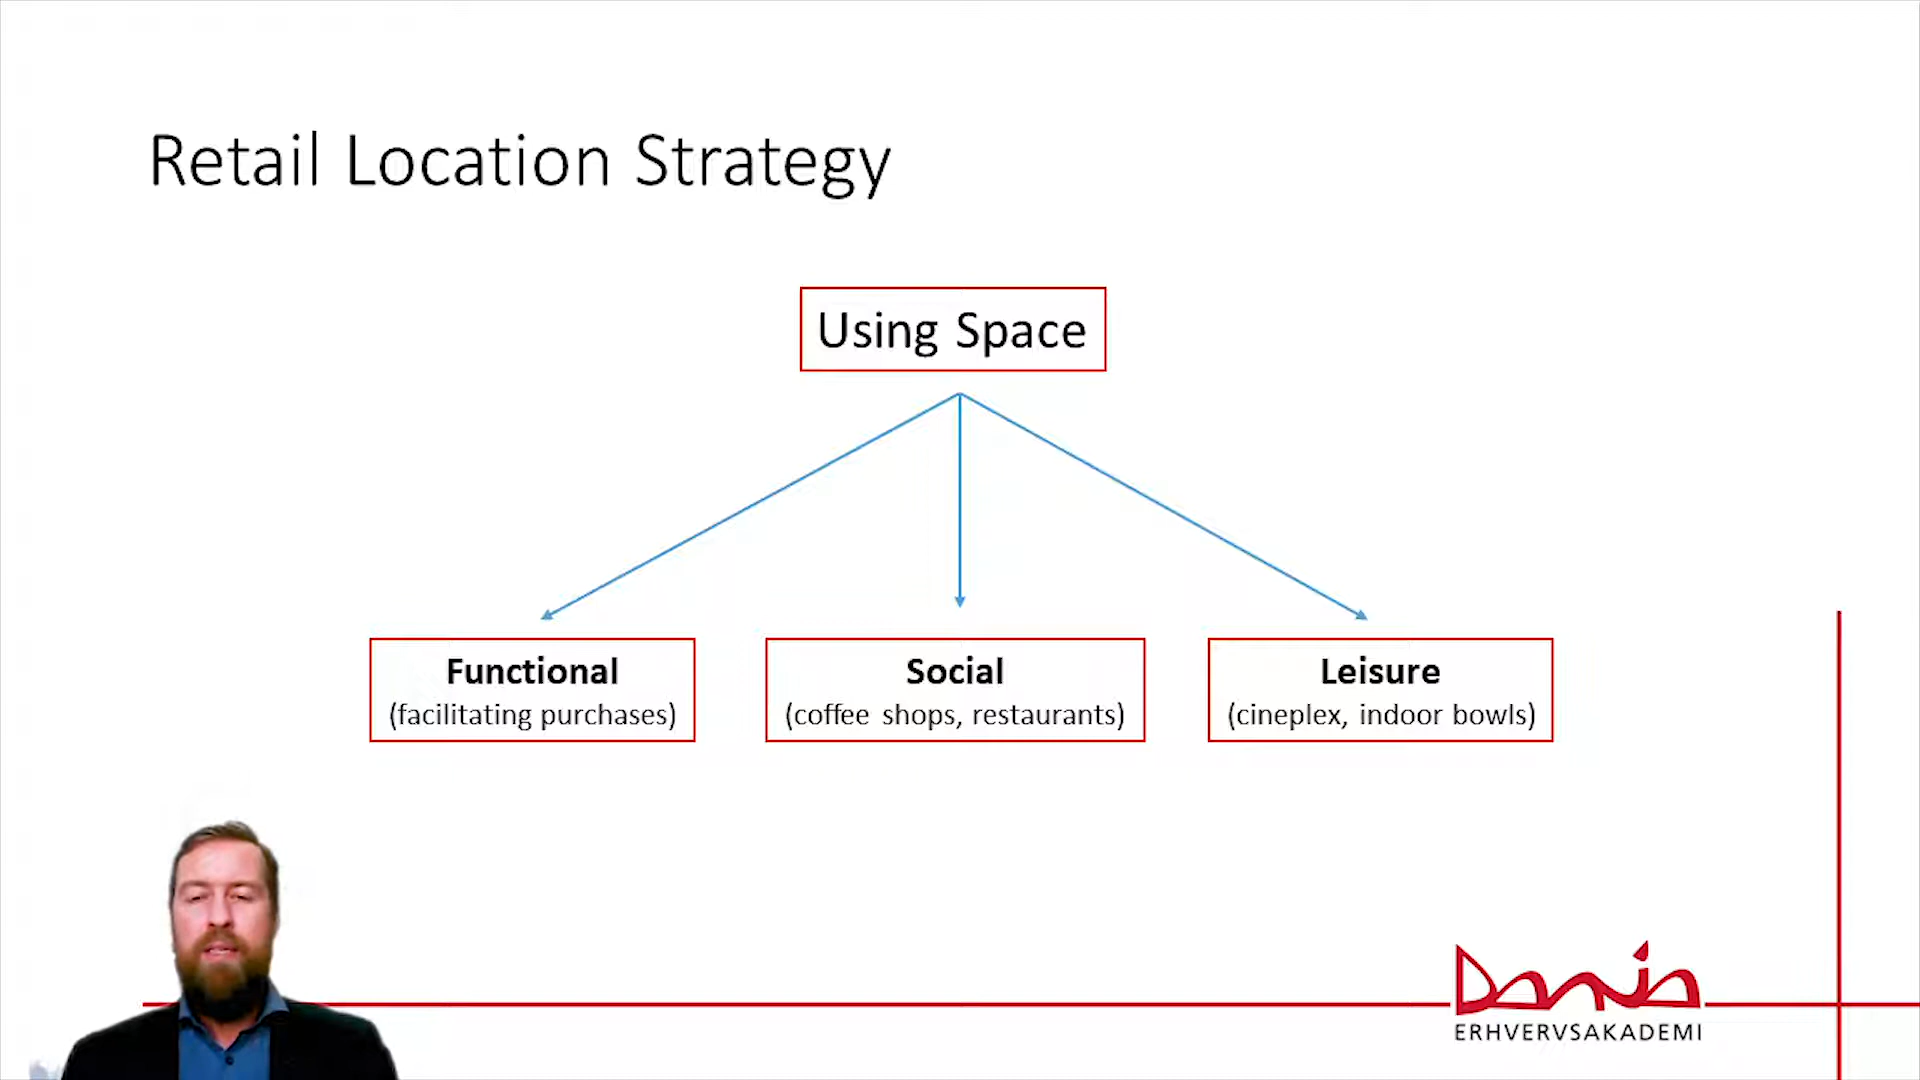 Retail Location Strategy
Using Space
Functional
(facilitating purchases)
Social
(coffee shops, restaurants)
Leisure
(cineplex, indoor bowls)
Dania
ERHVERVSAKADEMI